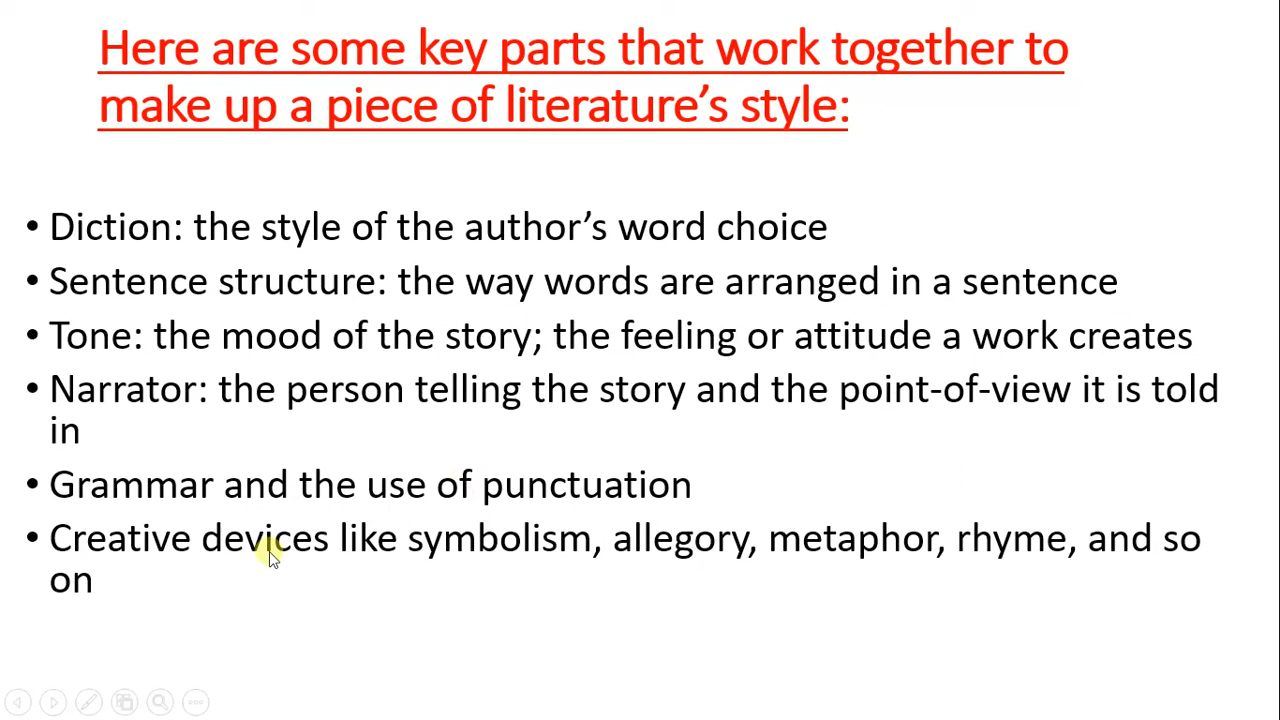 Here are some key parts that work together to
make up a piece of literature’s style:
• Diction: the style of the author’s word choice
• Sentence structure: the way words are arranged in a sentence
• Tone: the mood of the story; the feeling or attitude a work creates
• Narrator: the person telling the story and the point-of-view it is told
in
• Grammar and the use of punctuation
• Creative devices like symbolism, allegory, metaphor, rhyme, and so
on